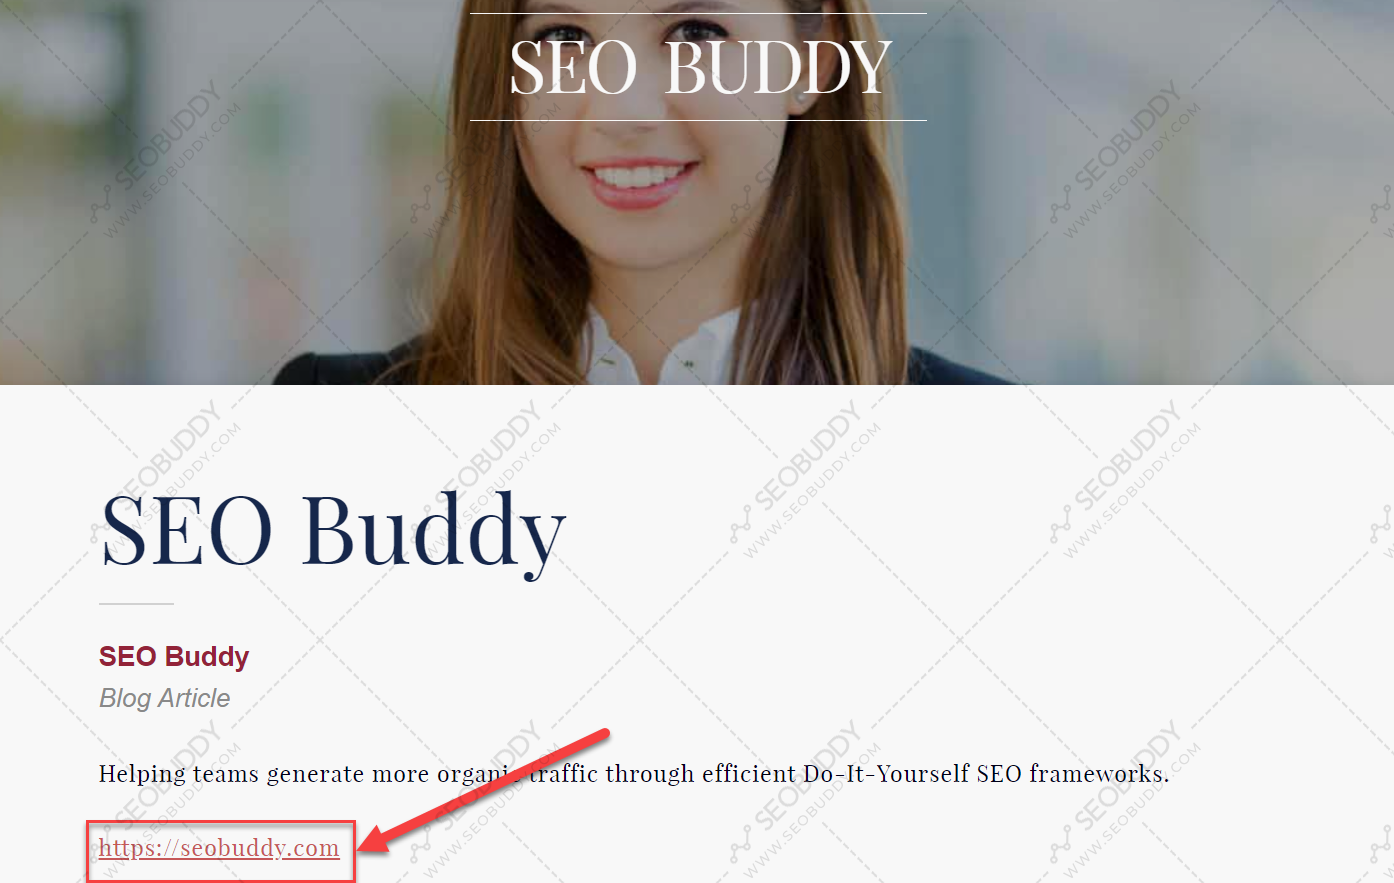 SEO BUDDY
SEO Buddy
SEO Buddy
Blog Article
Helping teams generate more organic traffic through efficient Do-It-Yourself SEO frameworks.
https://seobuddy.com
SEOBUDDY
WWW.SEOBUDDY.COM